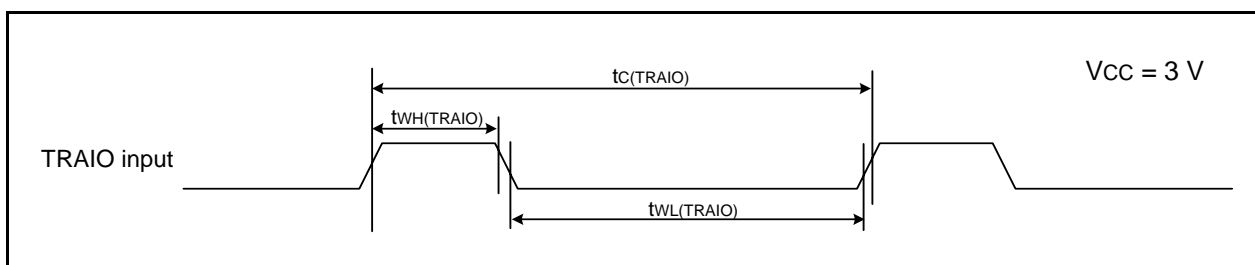 tC(TRAIO)
VCC = 3 V
tWH(TRAIO)
TRAIO input
tWL(TRAIO)